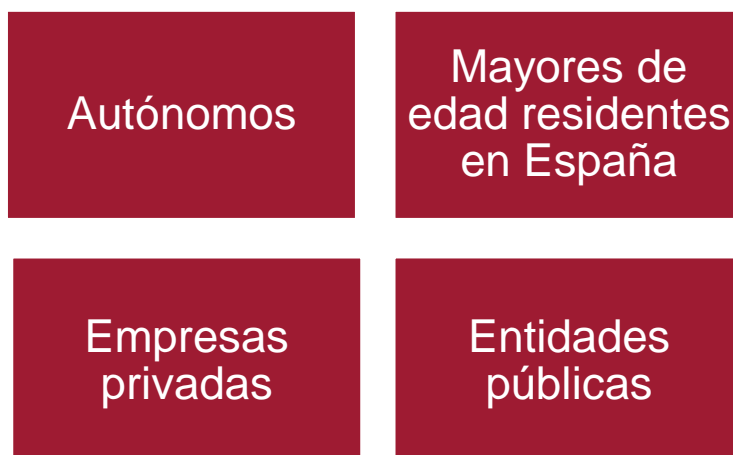 Autónomos
Mayores de
edad residentes
en España
Empresas
privadas
Entidades
públicas